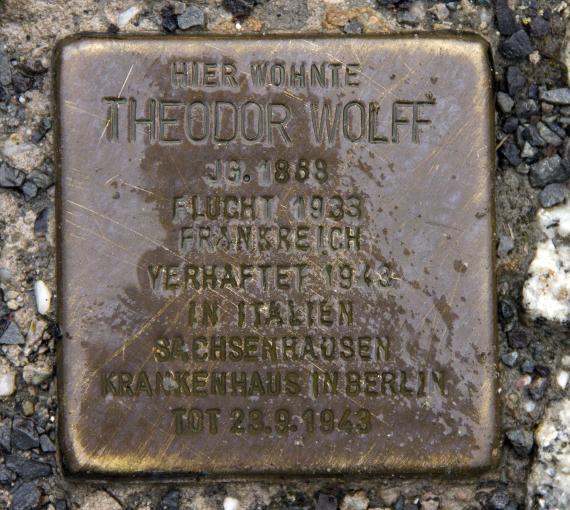 HIER WOHNTE
THEODOR WOLFF
JG. 1868
FLUCHT 1933
FRANKREICH
VERHAFTET 1943
IN ITALIEN
SACHSENHAUSEN
KRANKENHAUS IN BERLIN
TOT 23.9.1943